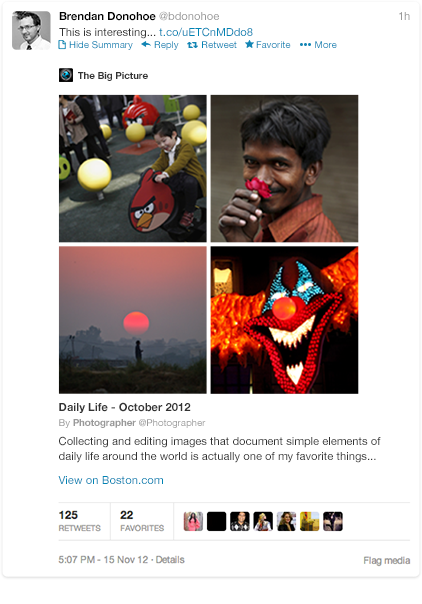 Brendan Donohoe @bdonohoe 1h
This is interesting... t.co/uETCnMDdo8
Hide Summary Reply Retweet Favorite More
The Big Picture
Daily Life - October 2012
By Photographer @Photographer
Collecting and editing images that document simple elements of
daily life around the world is actually one of my favorite things...
View on Boston.com
125 22
RETWEETS FAVORITES
5:07 PM - 15 Nov 12 · Details Flag media